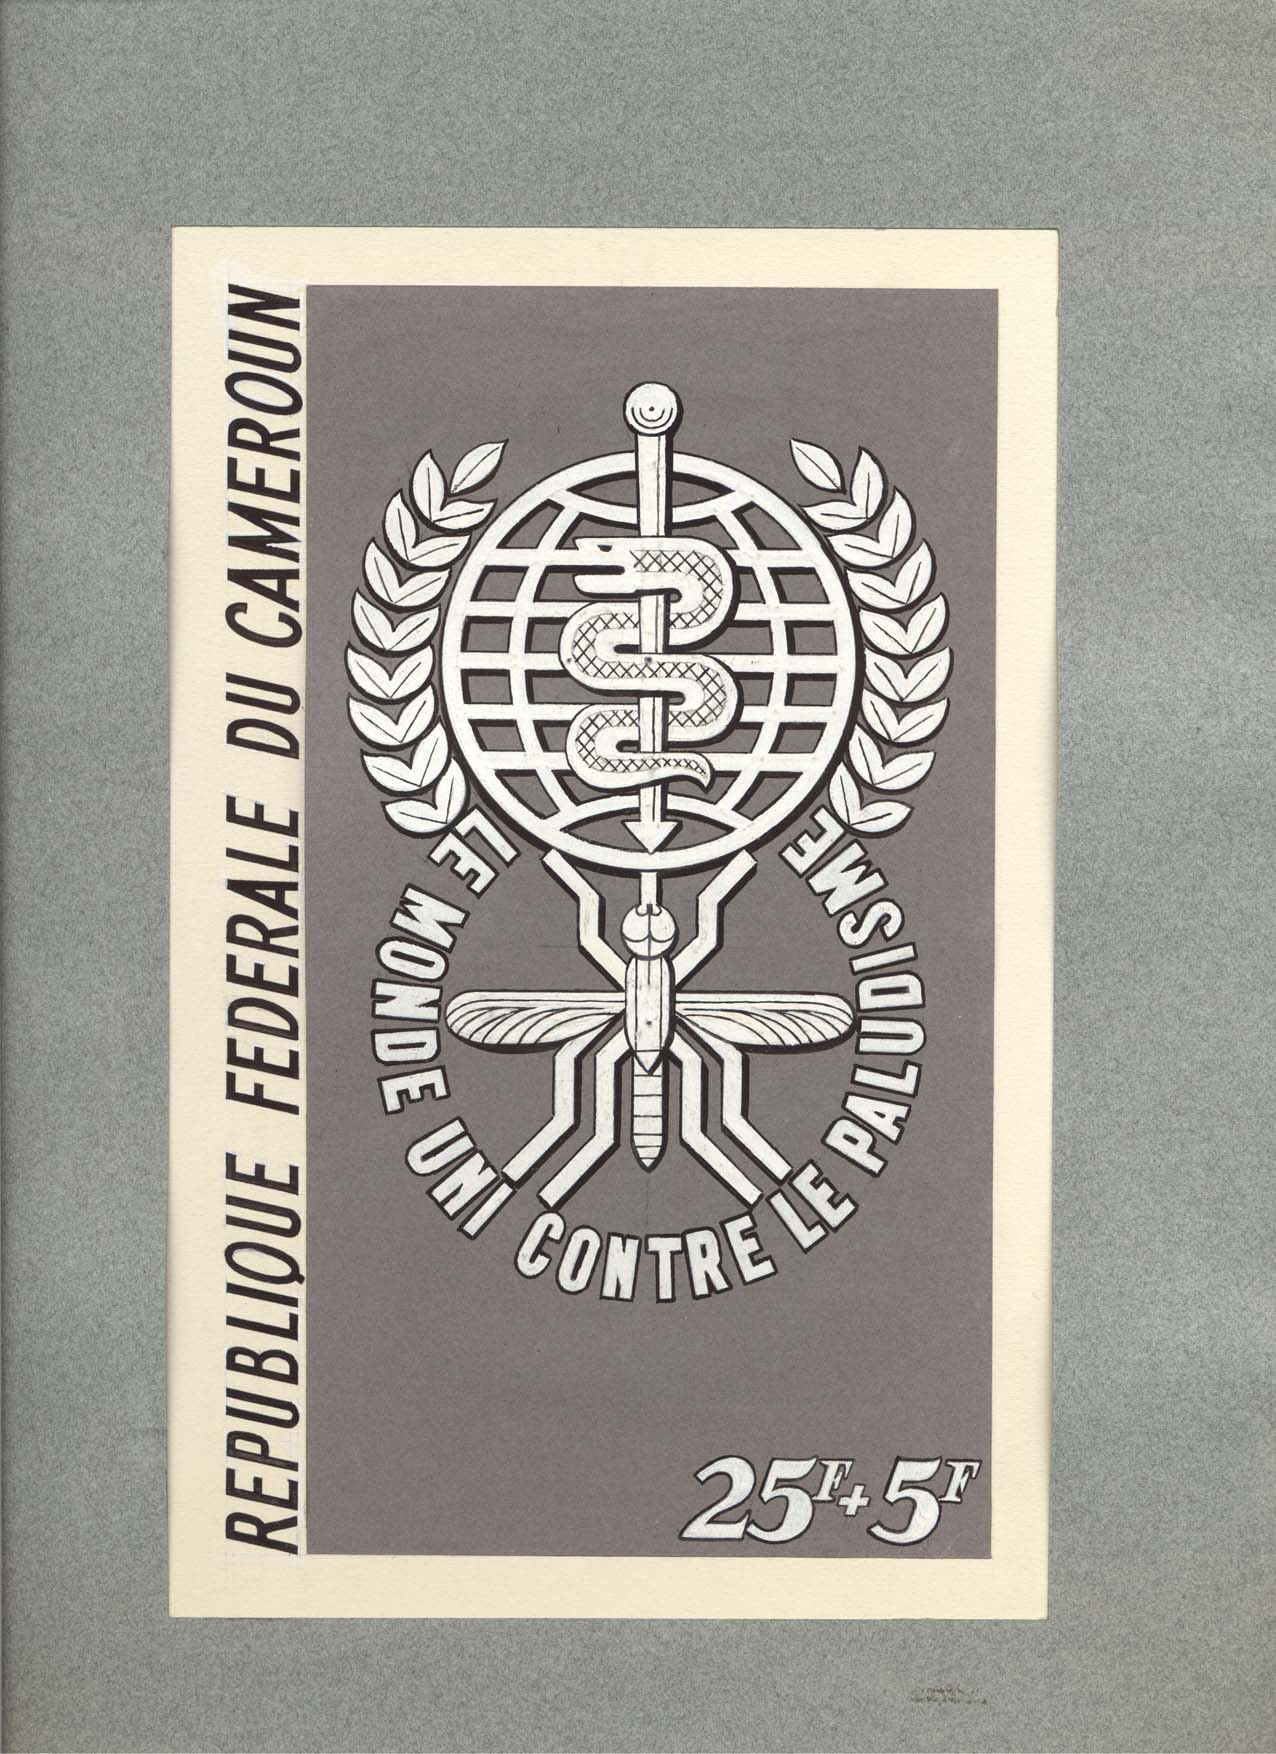 REPUBLIQUE FEDERALE DU CAMEROUN
LE MONDE UNI CONTRE LE PALUDISME
25F+5F